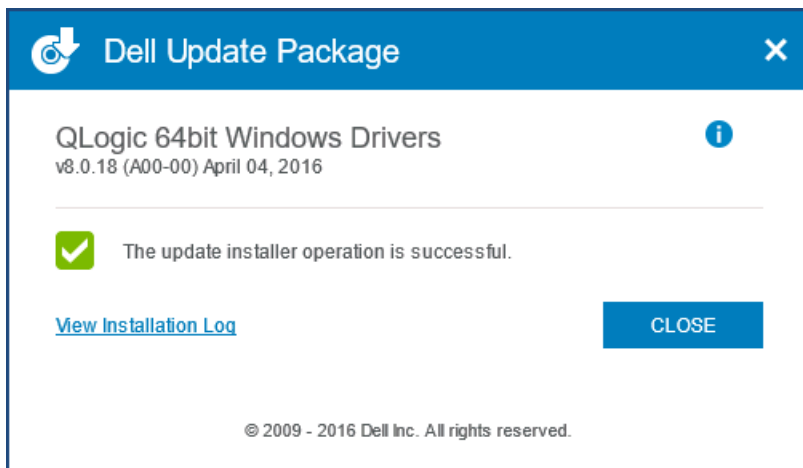 Dell Update Package
QLogic 64bit Windows Drivers
v8.0.18 (A00-00) April 04, 2016
The update installer operation is successful.
View Installation Log
CLOSE
© 2009 - 2016 Dell Inc. All rights reserved.